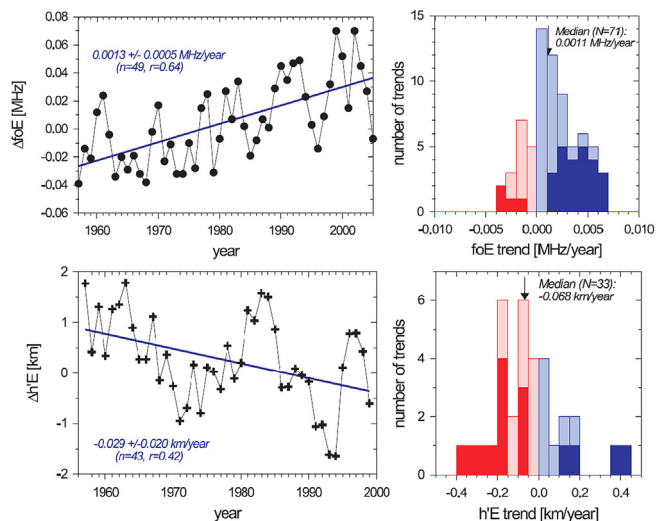 0.0013 +/- 0.0005 MHz/year
(n=49, r=0.64)
ΔfoE [MHz]
0.06
0.04
0.02
0.00
-0.02
-0.04
-0,06
1960
1970
1980
1990
2000
year
Median (N=71):
0.0011 MHz/year
number of trends
15
10
5
0
-0.010
-0.005
0.000
0.005
0.010
foE trend [MHz/year]
Δh'E [km]
2
1
0
-1
-2
-0.029 +/-0.020 km/year
(n=43, r=0.42)
1960
1970
1980
1990
2000
year
Median (N=33):
-0.068 km/year
number of trends
6
4
2
0
-0.4
-0.2
0.0
0.2
0.4
h'E trend [km/year]